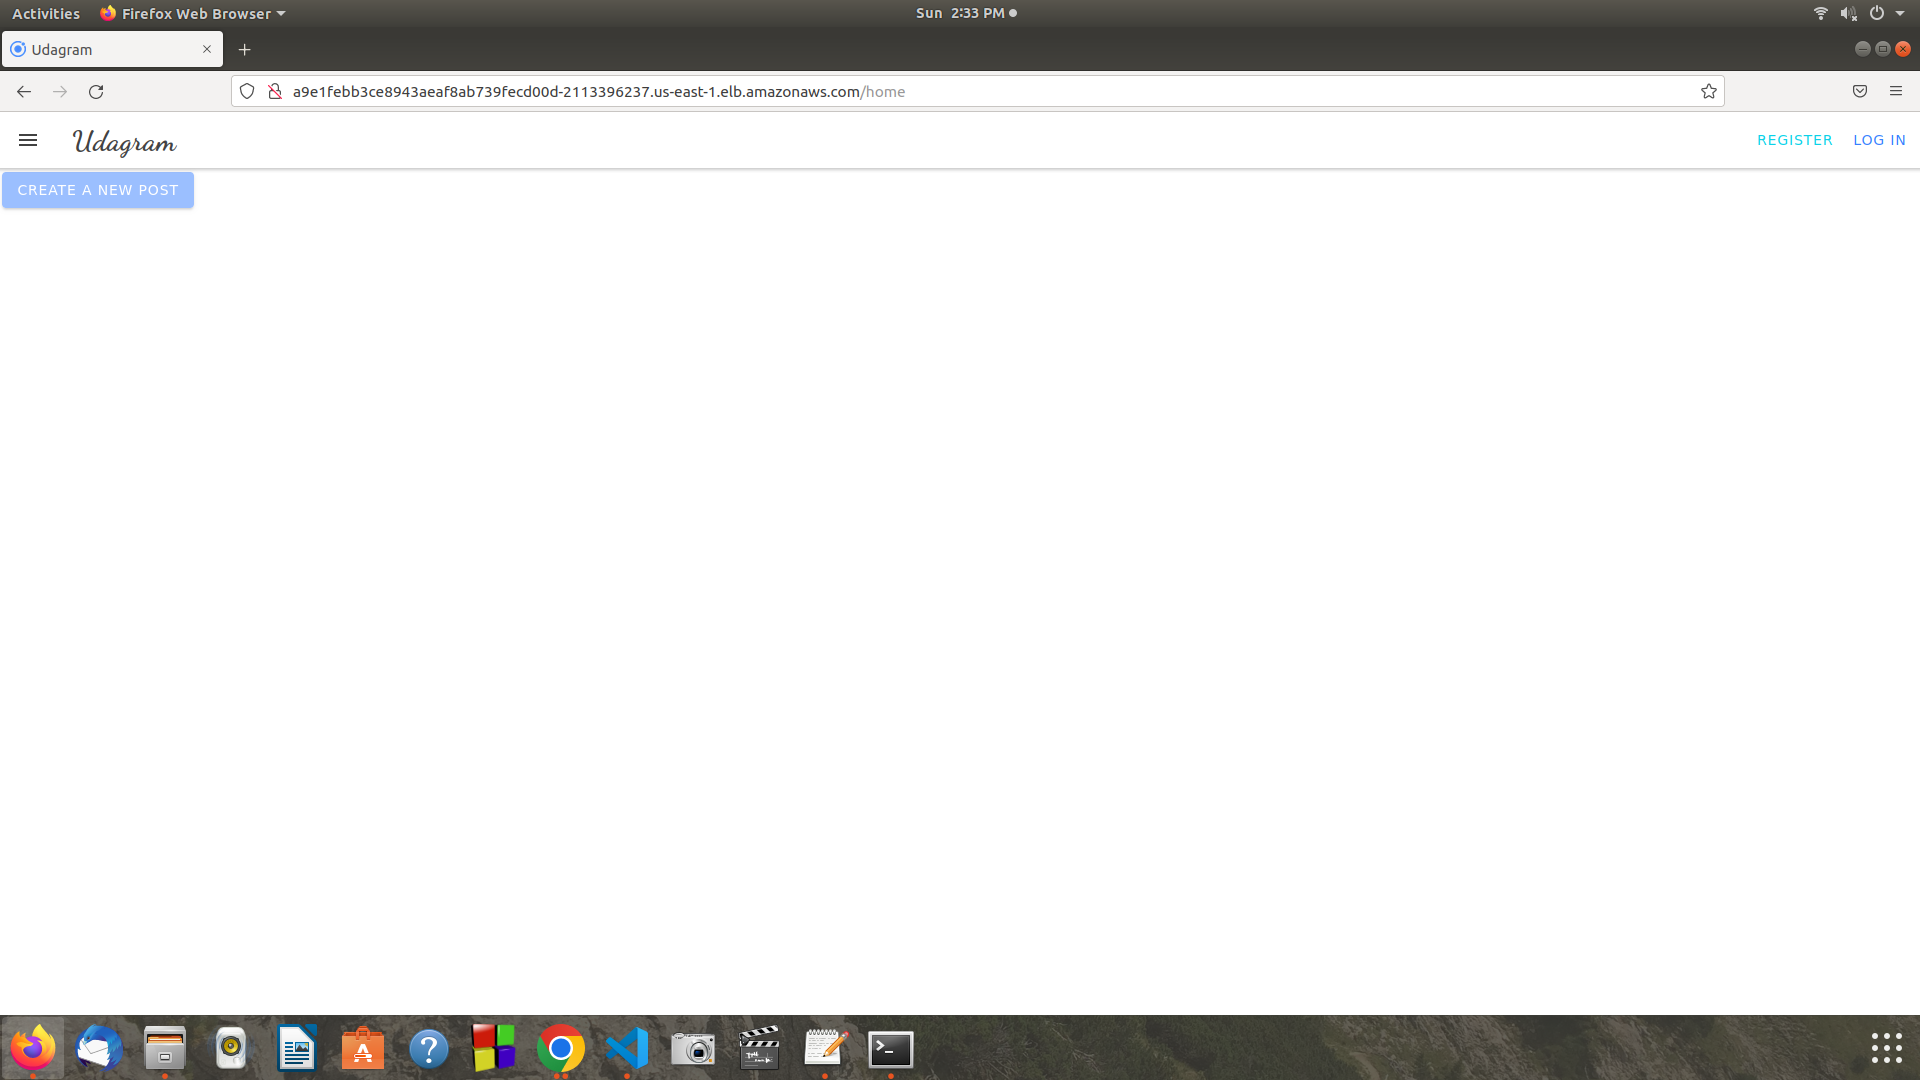 Activities Firefox Web Browser Sun 2:33 PM
Udagram
a9e1febb3ce8943aeaf8ab739fecd00d-2113396237.us-east-1.elb.amazonaws.com/home
Udagram REGISTER LOG IN
CREATE A NEW POST